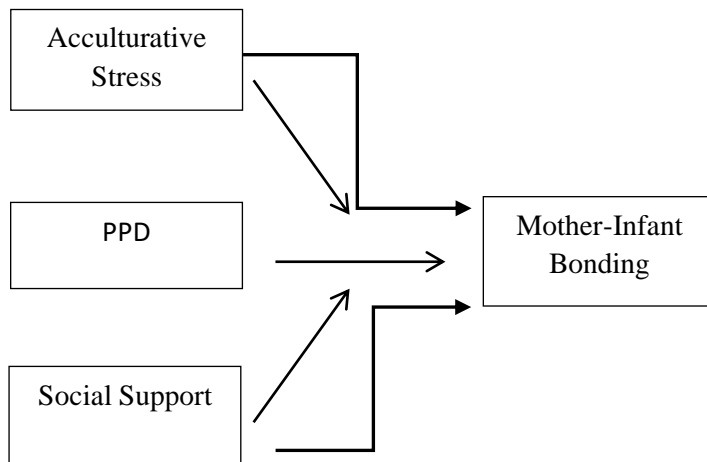 Acculturative
Stress
PPD
Mother-Infant
Bonding
Social Support